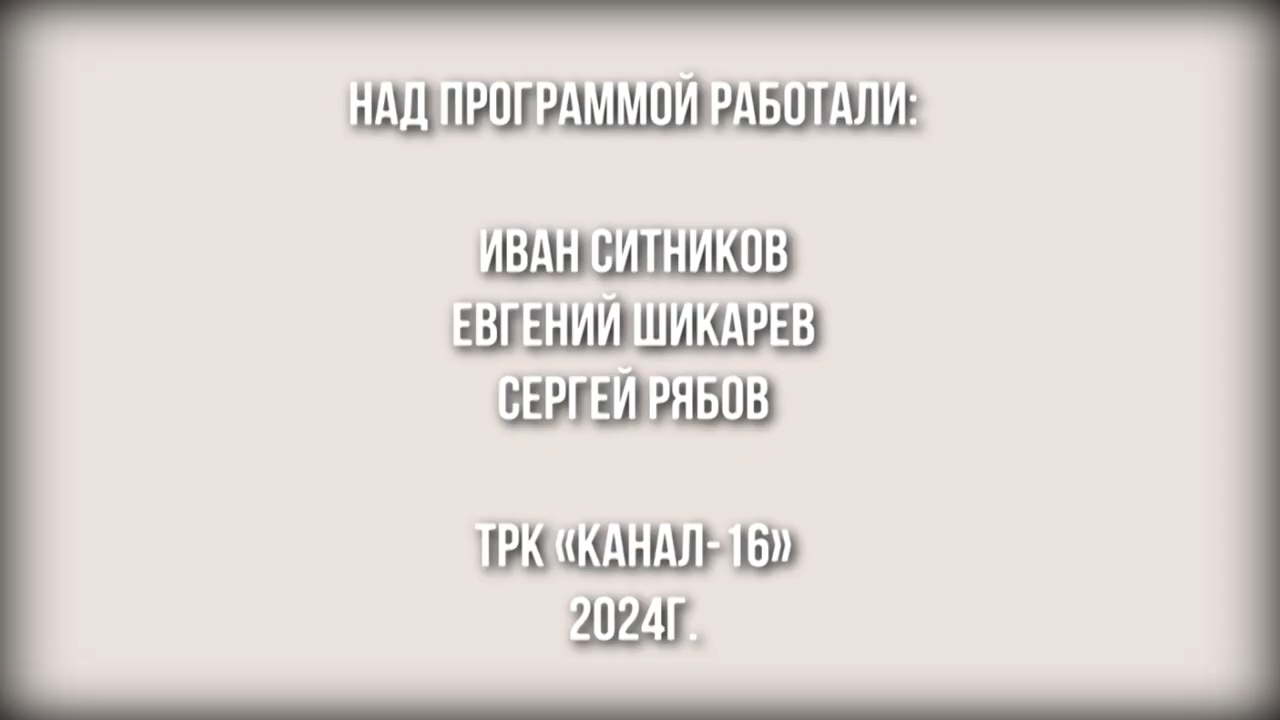 НАД ПРОГРАММОЙ РАБОТАЛИ:
ИВАН СИТНИКОВ
ЕВГЕНИЙ ШИКАРЕВ
СЕРГЕЙ РЯБОВ
ТРК «КАНАЛ-16»
2024Г.